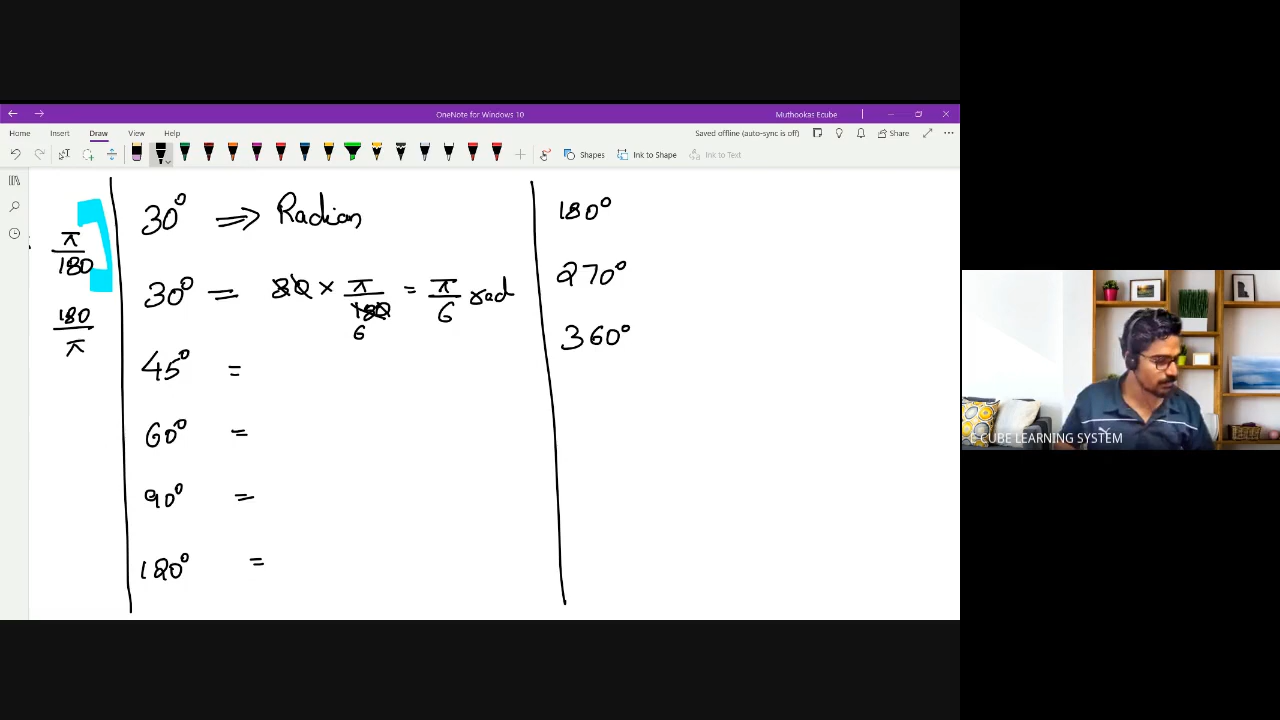 OneNote for Windows 10
Muthookas Ecube
Home Insert Draw View Help
Saved offline (auto-sync is off) Share
Shapes Ink to Shape Ink to Text
π/180
180/π
30° ⇒ Radian
30° = 30 × π/180 = π/6 rad
6
45° =
60° =
90° =
180° =
180°
270°
360°
E CUBE LEARNING SYSTEM